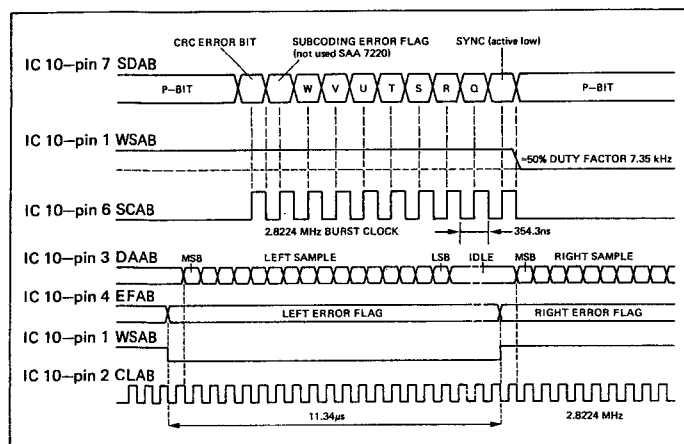 CRC ERROR BIT
SUBCODING ERROR FLAG
(not used SAA 7220)
SYNC (active low)
IC 10-pin 7 SDAB
P-BIT
W V U T S R Q
P-BIT
IC 10-pin 1 WSAB
≈50% DUTY FACTOR 7.35 kHz
IC 10-pin 6 SCAB
2.8224 MHz BURST CLOCK
354.3ns
IC 10-pin 3 DAAB
MSB
LEFT SAMPLE
LSB
IDLE
MSB
RIGHT SAMPLE
IC 10-pin 4 EFAB
LEFT ERROR FLAG
RIGHT ERROR FLAG
IC 10-pin 1 WSAB
IC 10-pin 2 CLAB
11.34μs
2.8224 MHz